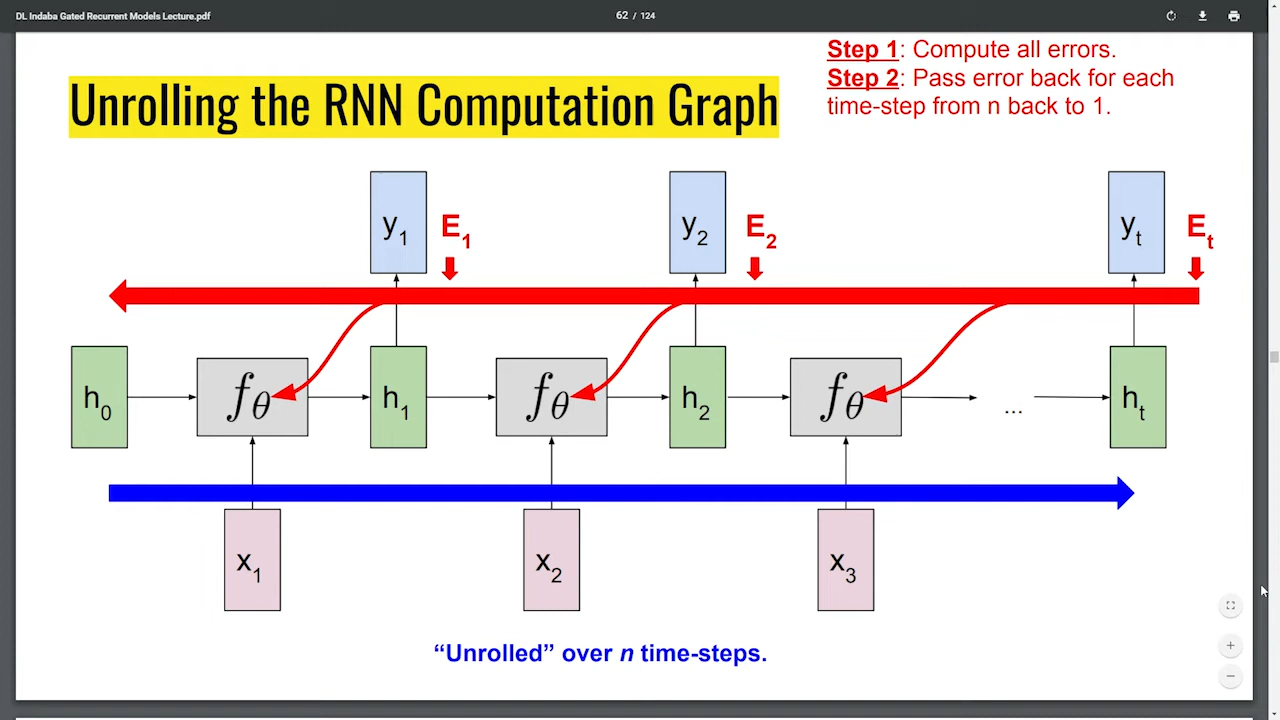 DL Indaba Gated Recurrent Models Lecture.pdf
62 / 124
Step 1: Compute all errors.
Step 2: Pass error back for each
time-step from n back to 1.
Unrolling the RNN Computation Graph
y1 E1 y2 E2 yt Et
h0 fθ h1 fθ h2 fθ ... ht
x1 x2 x3
“Unrolled” over n time-steps.